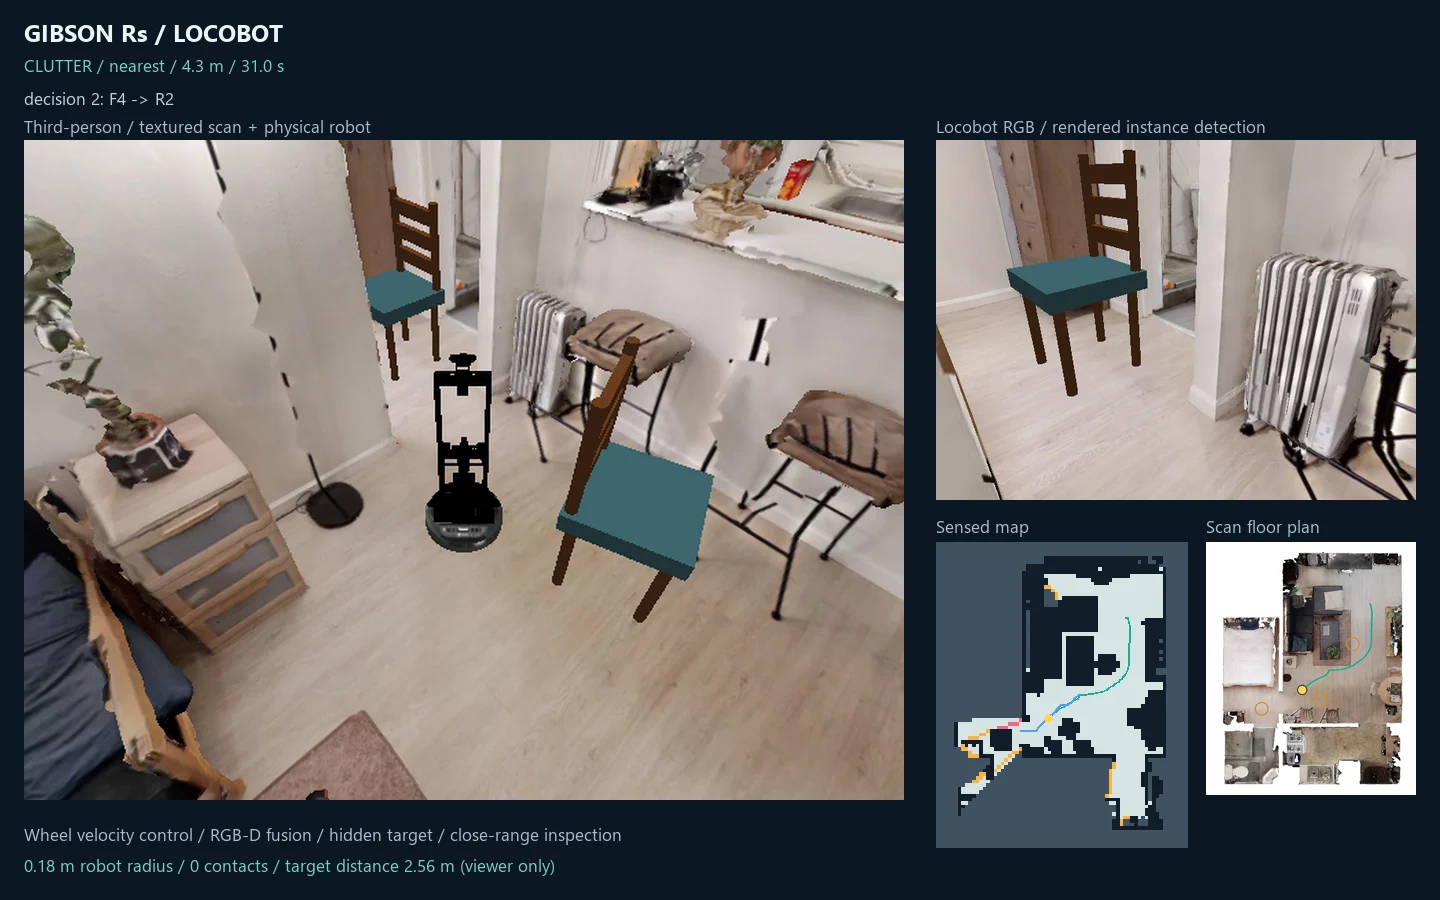 GIBSON Rs / LOCOBOT
CLUTTER / nearest / 4.3 m / 31.0 s
decision 2: F4 -> R2
Third-person / textured scan + physical robot
Locobot RGB / rendered instance detection
Sensed map
Scan floor plan
Wheel velocity control / RGB-D fusion / hidden target / close-range inspection
0.18 m robot radius / 0 contacts / target distance 2.56 m (viewer only)